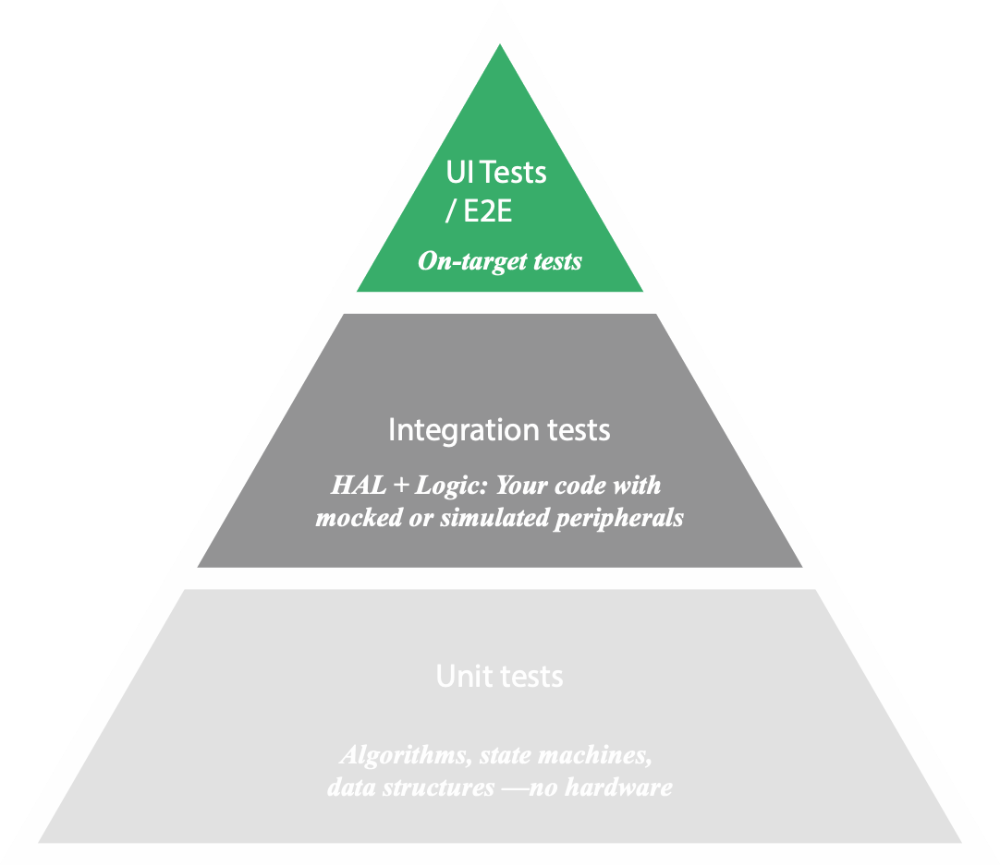 UI Tests
/ E2E
On-target tests
Integration tests
HAL + Logic: Your code with
mocked or simulated peripherals
Unit tests
Algorithms, state machines,
data structures —no hardware